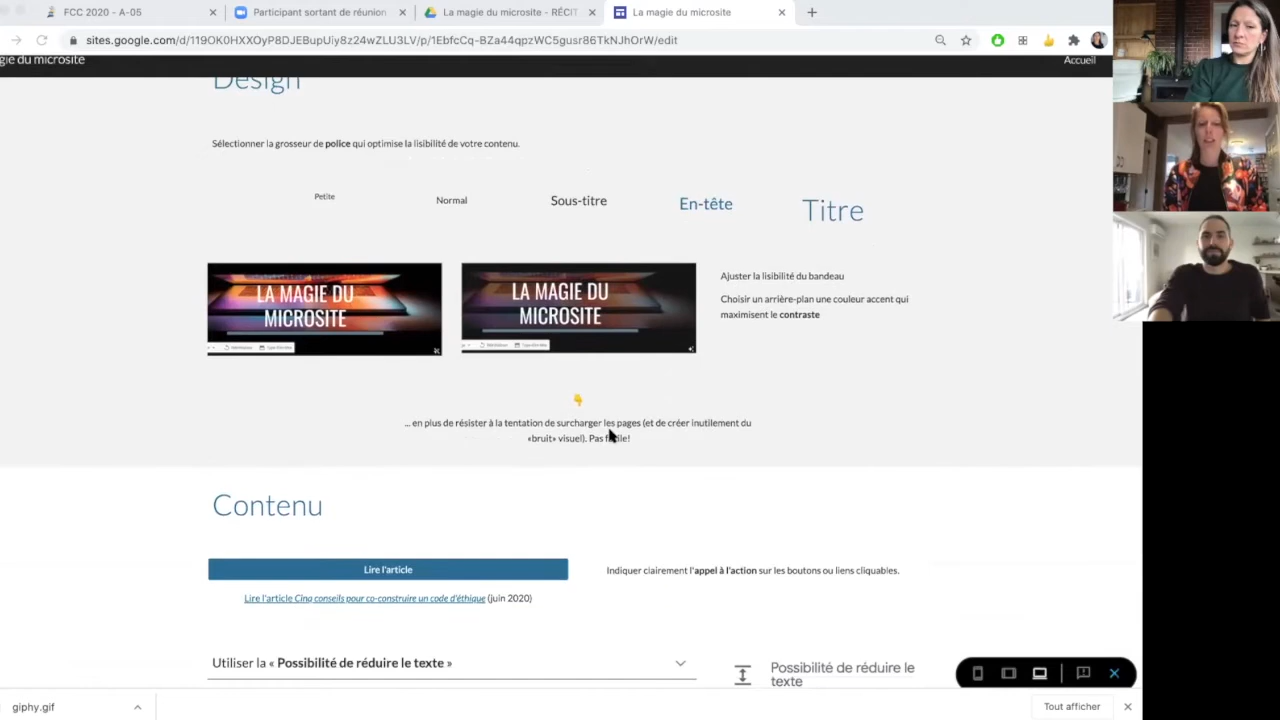 FCC 2020 - A-05
Participant sortant de réunion
La magie du microsite - RÉCIT
La magie du microsite
sites.google.com/d/119OK0HXXOyP8DJEBupUiy8z24wZLU3LV/p/1EbfcCq-BZa44qpzWC5gusr86TkNJhOrW/edit
gie du microsite
Accueil
Design
Sélectionner la grosseur de police qui optimise la lisibilité de votre contenu.
Petite
Normal
Sous-titre
En-tête
Titre
LA MAGIE DU
MICROSITE
LA MAGIE DU
MICROSITE
Ajuster la lisibilité du bandeau
Choisir un arrière-plan une couleur accent qui
maximisent le contraste
... en plus de résister à la tentation de surcharger les pages (et de créer inutilement du
«bruit» visuel). Pas facile!
Contenu
Lire l'article
Indiquer clairement l'appel à l'action sur les boutons ou liens cliquables.
Lire l'article Cinq conseils pour co-construire un code d'éthique (juin 2020)
Utiliser la « Possibilité de réduire le texte »
Possibilité de réduire le
texte
giphy.gif
Tout afficher